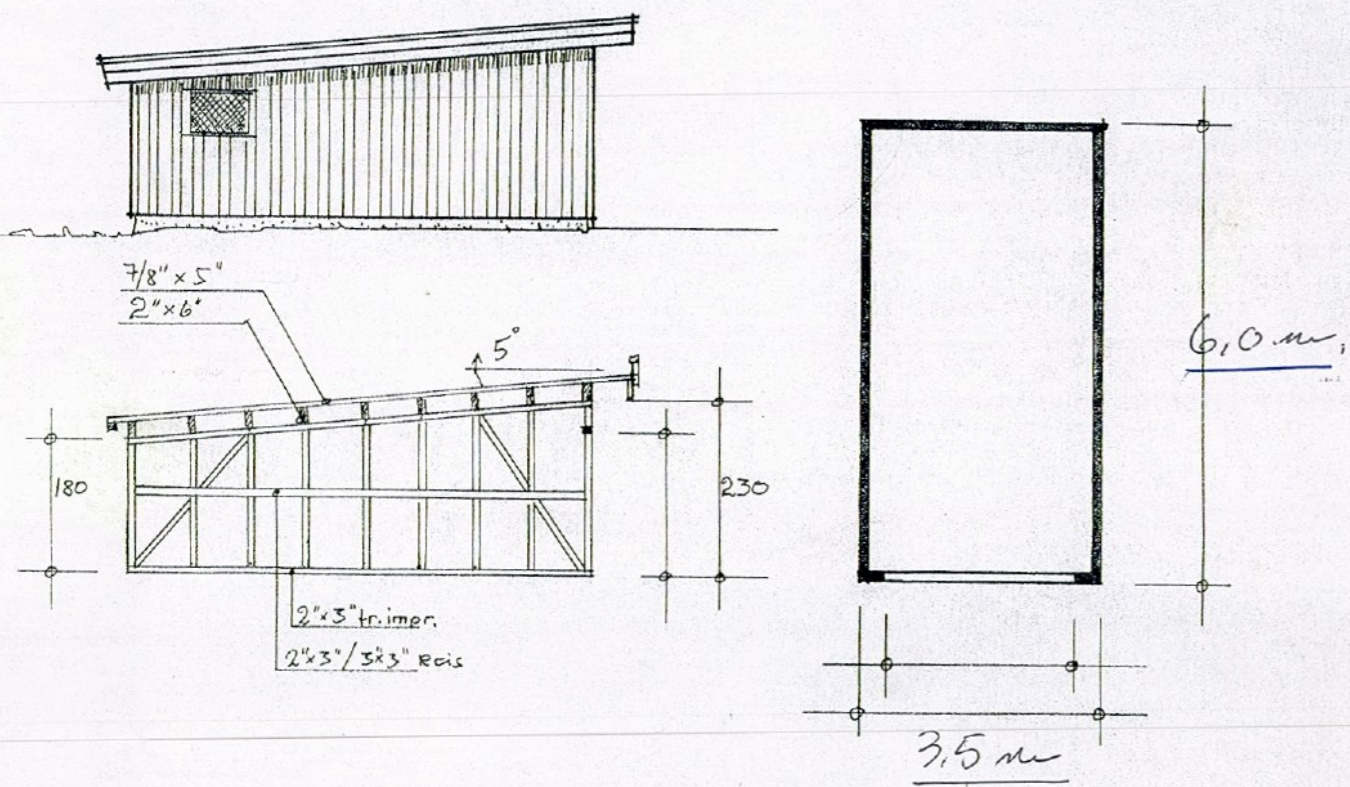 7/8" x 5"
2" x 6"
5°
180
230
6,0 m.
2" x 3" tr. impr.
2" x 3" / 3" x 3" Reis
3,5 m